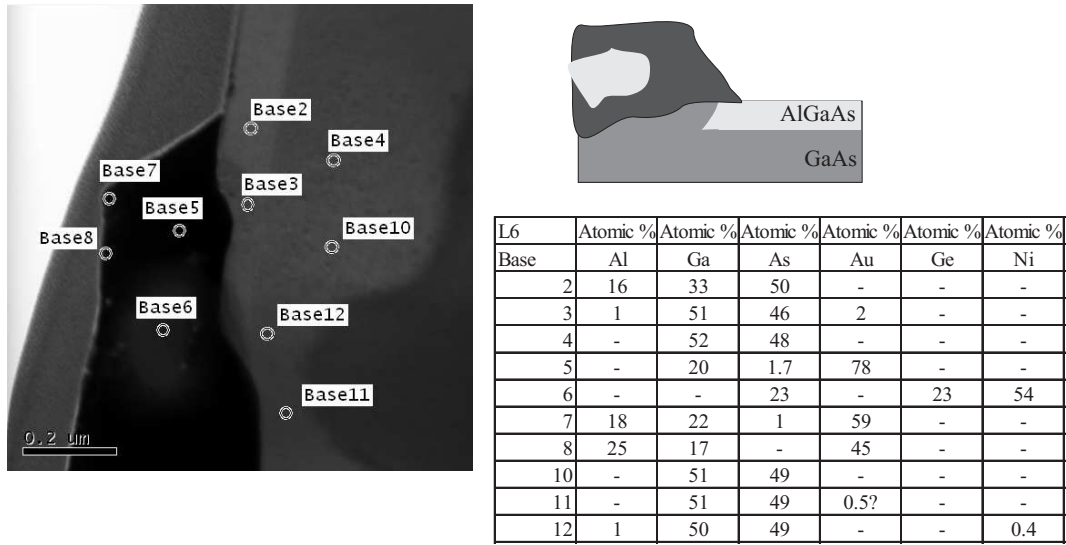 Base2
Base4
Base7
Base3
Base5
Base8
Base10
Base6
Base12
Base11
0.2 um
AlGaAs
GaAs
L6 Atomic % Atomic % Atomic % Atomic % Atomic % Atomic %
Base Al Ga As Au Ge Ni
2 16 33 50 - - -
3 1 51 46 2 - -
4 - 52 48 - - -
5 - 20 1.7 78 - -
6 - - 23 - 23 54
7 18 22 1 59 - -
8 25 17 - 45 - -
10 - 51 49 - - -
11 - 51 49 0.5? - -
12 1 50 49 - - 0.4